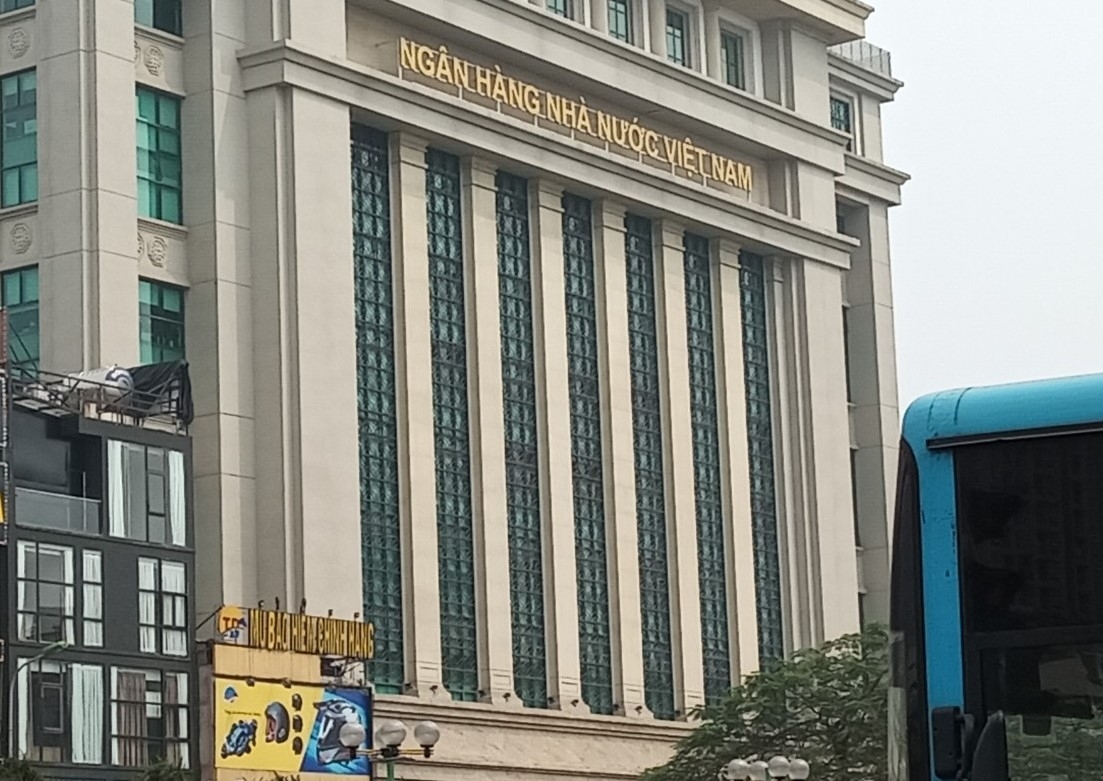 NGÂN HÀNG NHÀ NƯỚC VIỆT NAM
MŨ BẢO HIỂM CHÍNH HÃNG